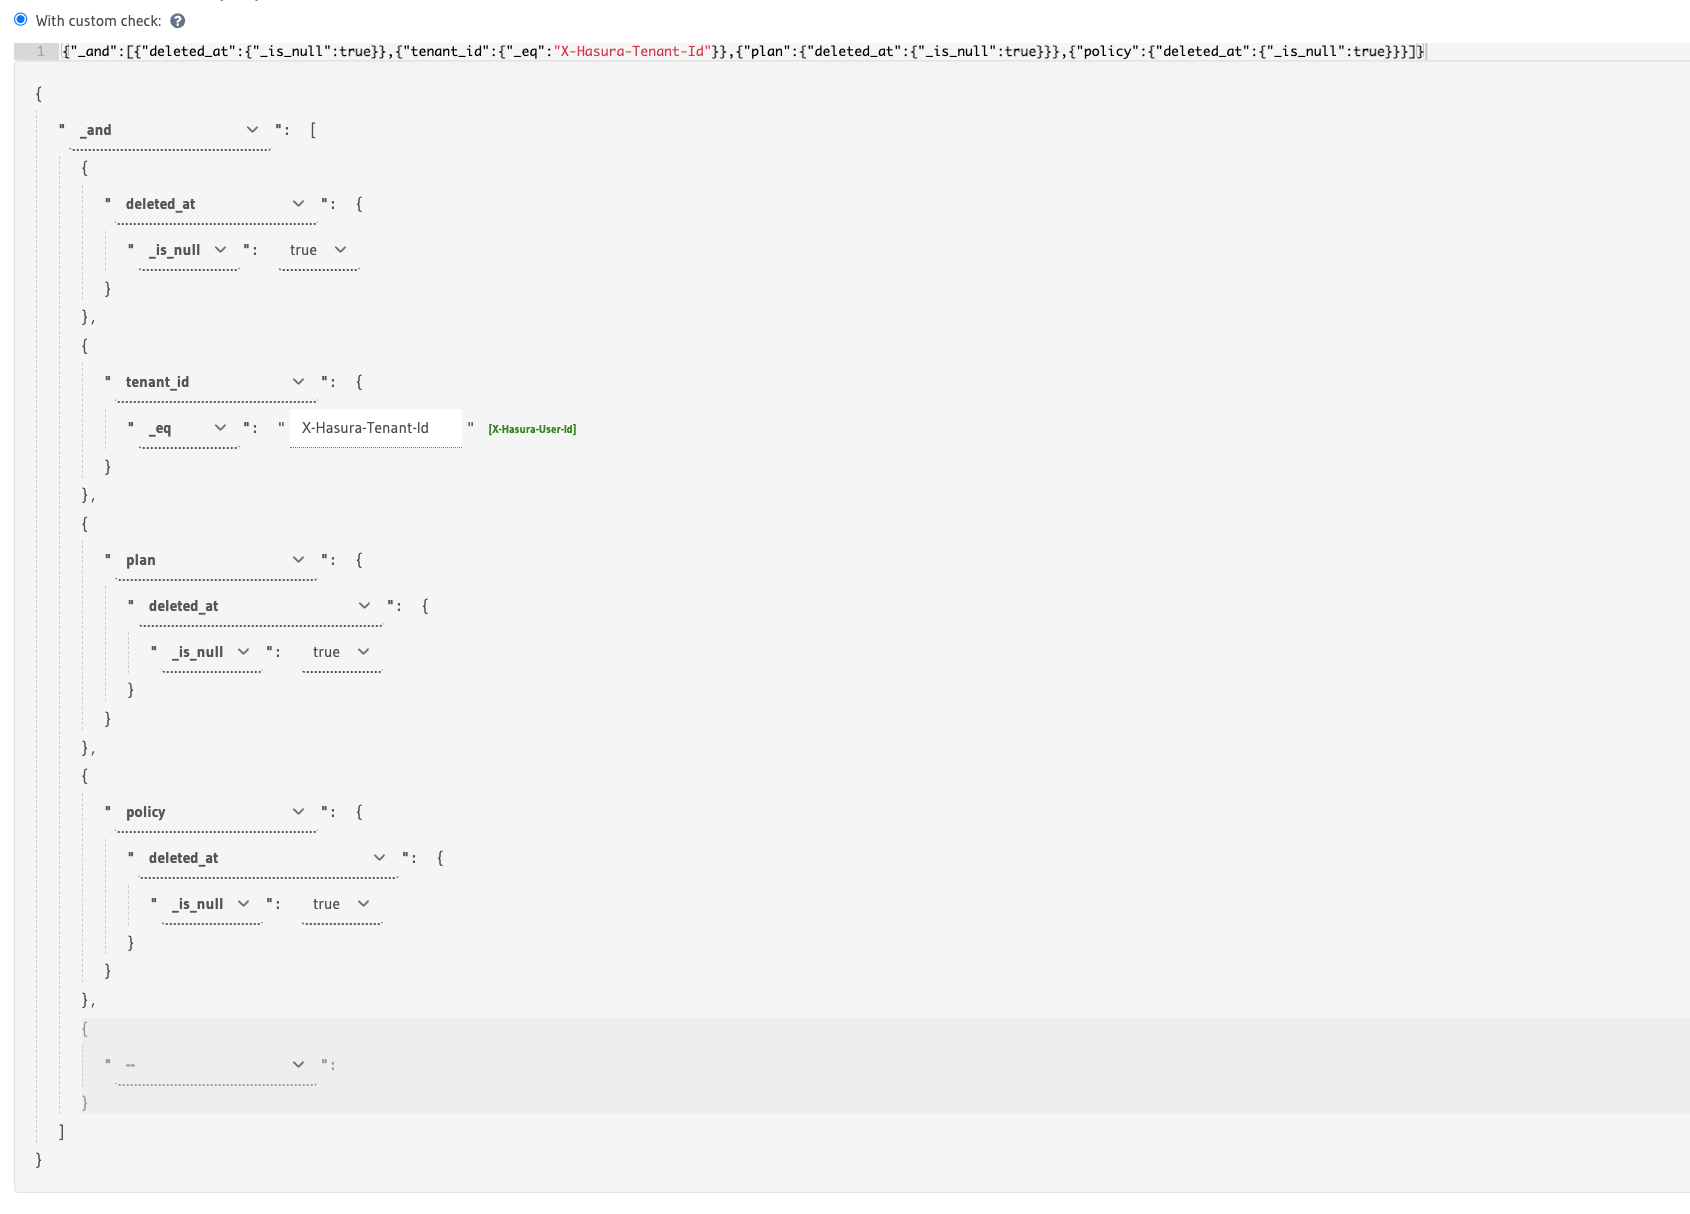 With custom check: ?
1 {"_and":[{"deleted_at":{"_is_null":true}},{"tenant_id":{"_eq":"X-Hasura-Tenant-Id"}},{"plan":{"deleted_at":{"_is_null":true}}},{"policy":{"deleted_at":{"_is_null":true}}}]}
{
" _and ": [
{
" deleted_at ": {
" _is_null ": true
}
},
{
" tenant_id ": {
" _eq ": " X-Hasura-Tenant-Id " [X-Hasura-User-Id]
}
},
{
" plan ": {
" deleted_at ": {
" _is_null ": true
}
}
},
{
" policy ": {
" deleted_at ": {
" _is_null ": true
}
}
},
{
" -- ":
}
]
}